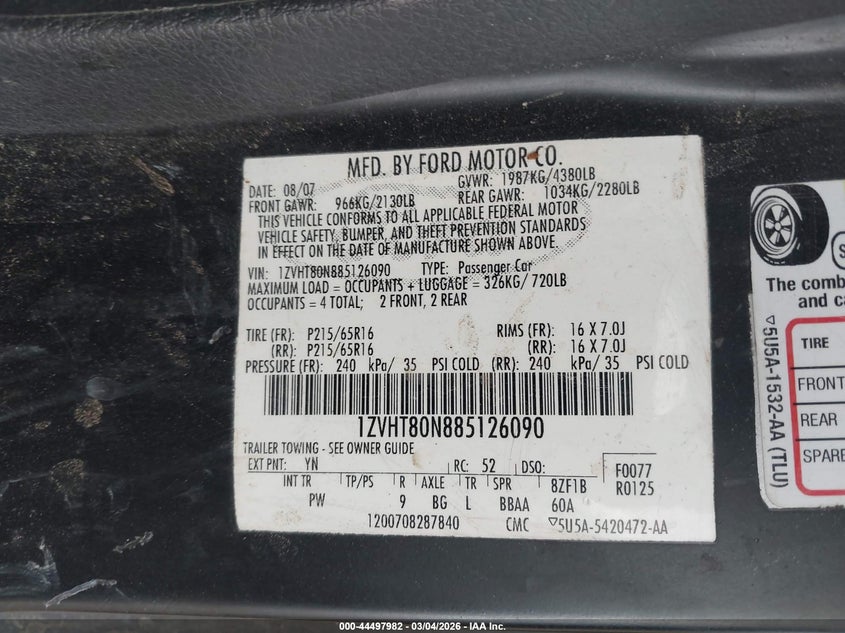 MFD. BY FORD MOTOR CO.
DATE: 08/07 GVWR: 1987KG/4380LB
FRONT GAWR: 966KG/2130LB REAR GAWR: 1034KG/2280LB
THIS VEHICLE CONFORMS TO ALL APPLICABLE FEDERAL MOTOR
VEHICLE SAFETY, BUMPER, AND THEFT PREVENTION STANDARDS
IN EFFECT ON THE DATE OF MANUFACTURE SHOWN ABOVE.
VIN: 1ZVHT80N885126090 TYPE: Passenger Car
MAXIMUM LOAD = OCCUPANTS + LUGGAGE = 326KG/ 720LB
OCCUPANTS = 4 TOTAL; 2 FRONT, 2 REAR
TIRE (FR): P215/65R16 RIMS (FR): 16 X 7.0J
(RR): P215/65R16 (RR): 16 X 7.0J
PRESSURE (FR): 240 kPa/ 35 PSI COLD (RR): 240 kPa/ 35 PSI COLD
1ZVHT80N885126090
TRAILER TOWING - SEE OWNER GUIDE
EXT PNT: YN RC: 52 DSO: F0077
INT TR TP/PS R AXLE TR SPR 8ZF1B R0125
PW 9 BG L BBAA 60A
1200708287840 CMC ▽5U5A-5420472-AA
The comb
and ca
▽5U5A-1532-AA (TLU)
TIRE
FRONT
REAR
SPARE
000-44497982 - 03/04/2026 - IAA Inc.